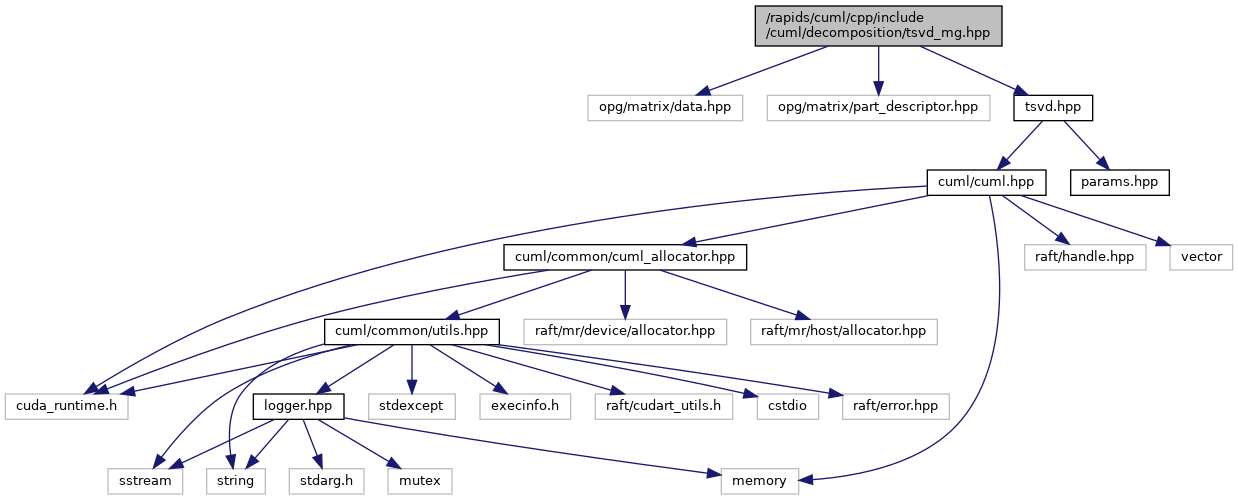 /rapids/cuml/cpp/include
/cuml/decomposition/tsvd_mg.hpp
opg/matrix/data.hpp
opg/matrix/part_descriptor.hpp
tsvd.hpp
cuml/cuml.hpp
params.hpp
cuml/common/cuml_allocator.hpp
raft/handle.hpp
vector
cuml/common/utils.hpp
raft/mr/device/allocator.hpp
raft/mr/host/allocator.hpp
cuda_runtime.h
logger.hpp
stdexcept
execinfo.h
raft/cudart_utils.h
cstdio
raft/error.hpp
sstream
string
stdarg.h
mutex
memory